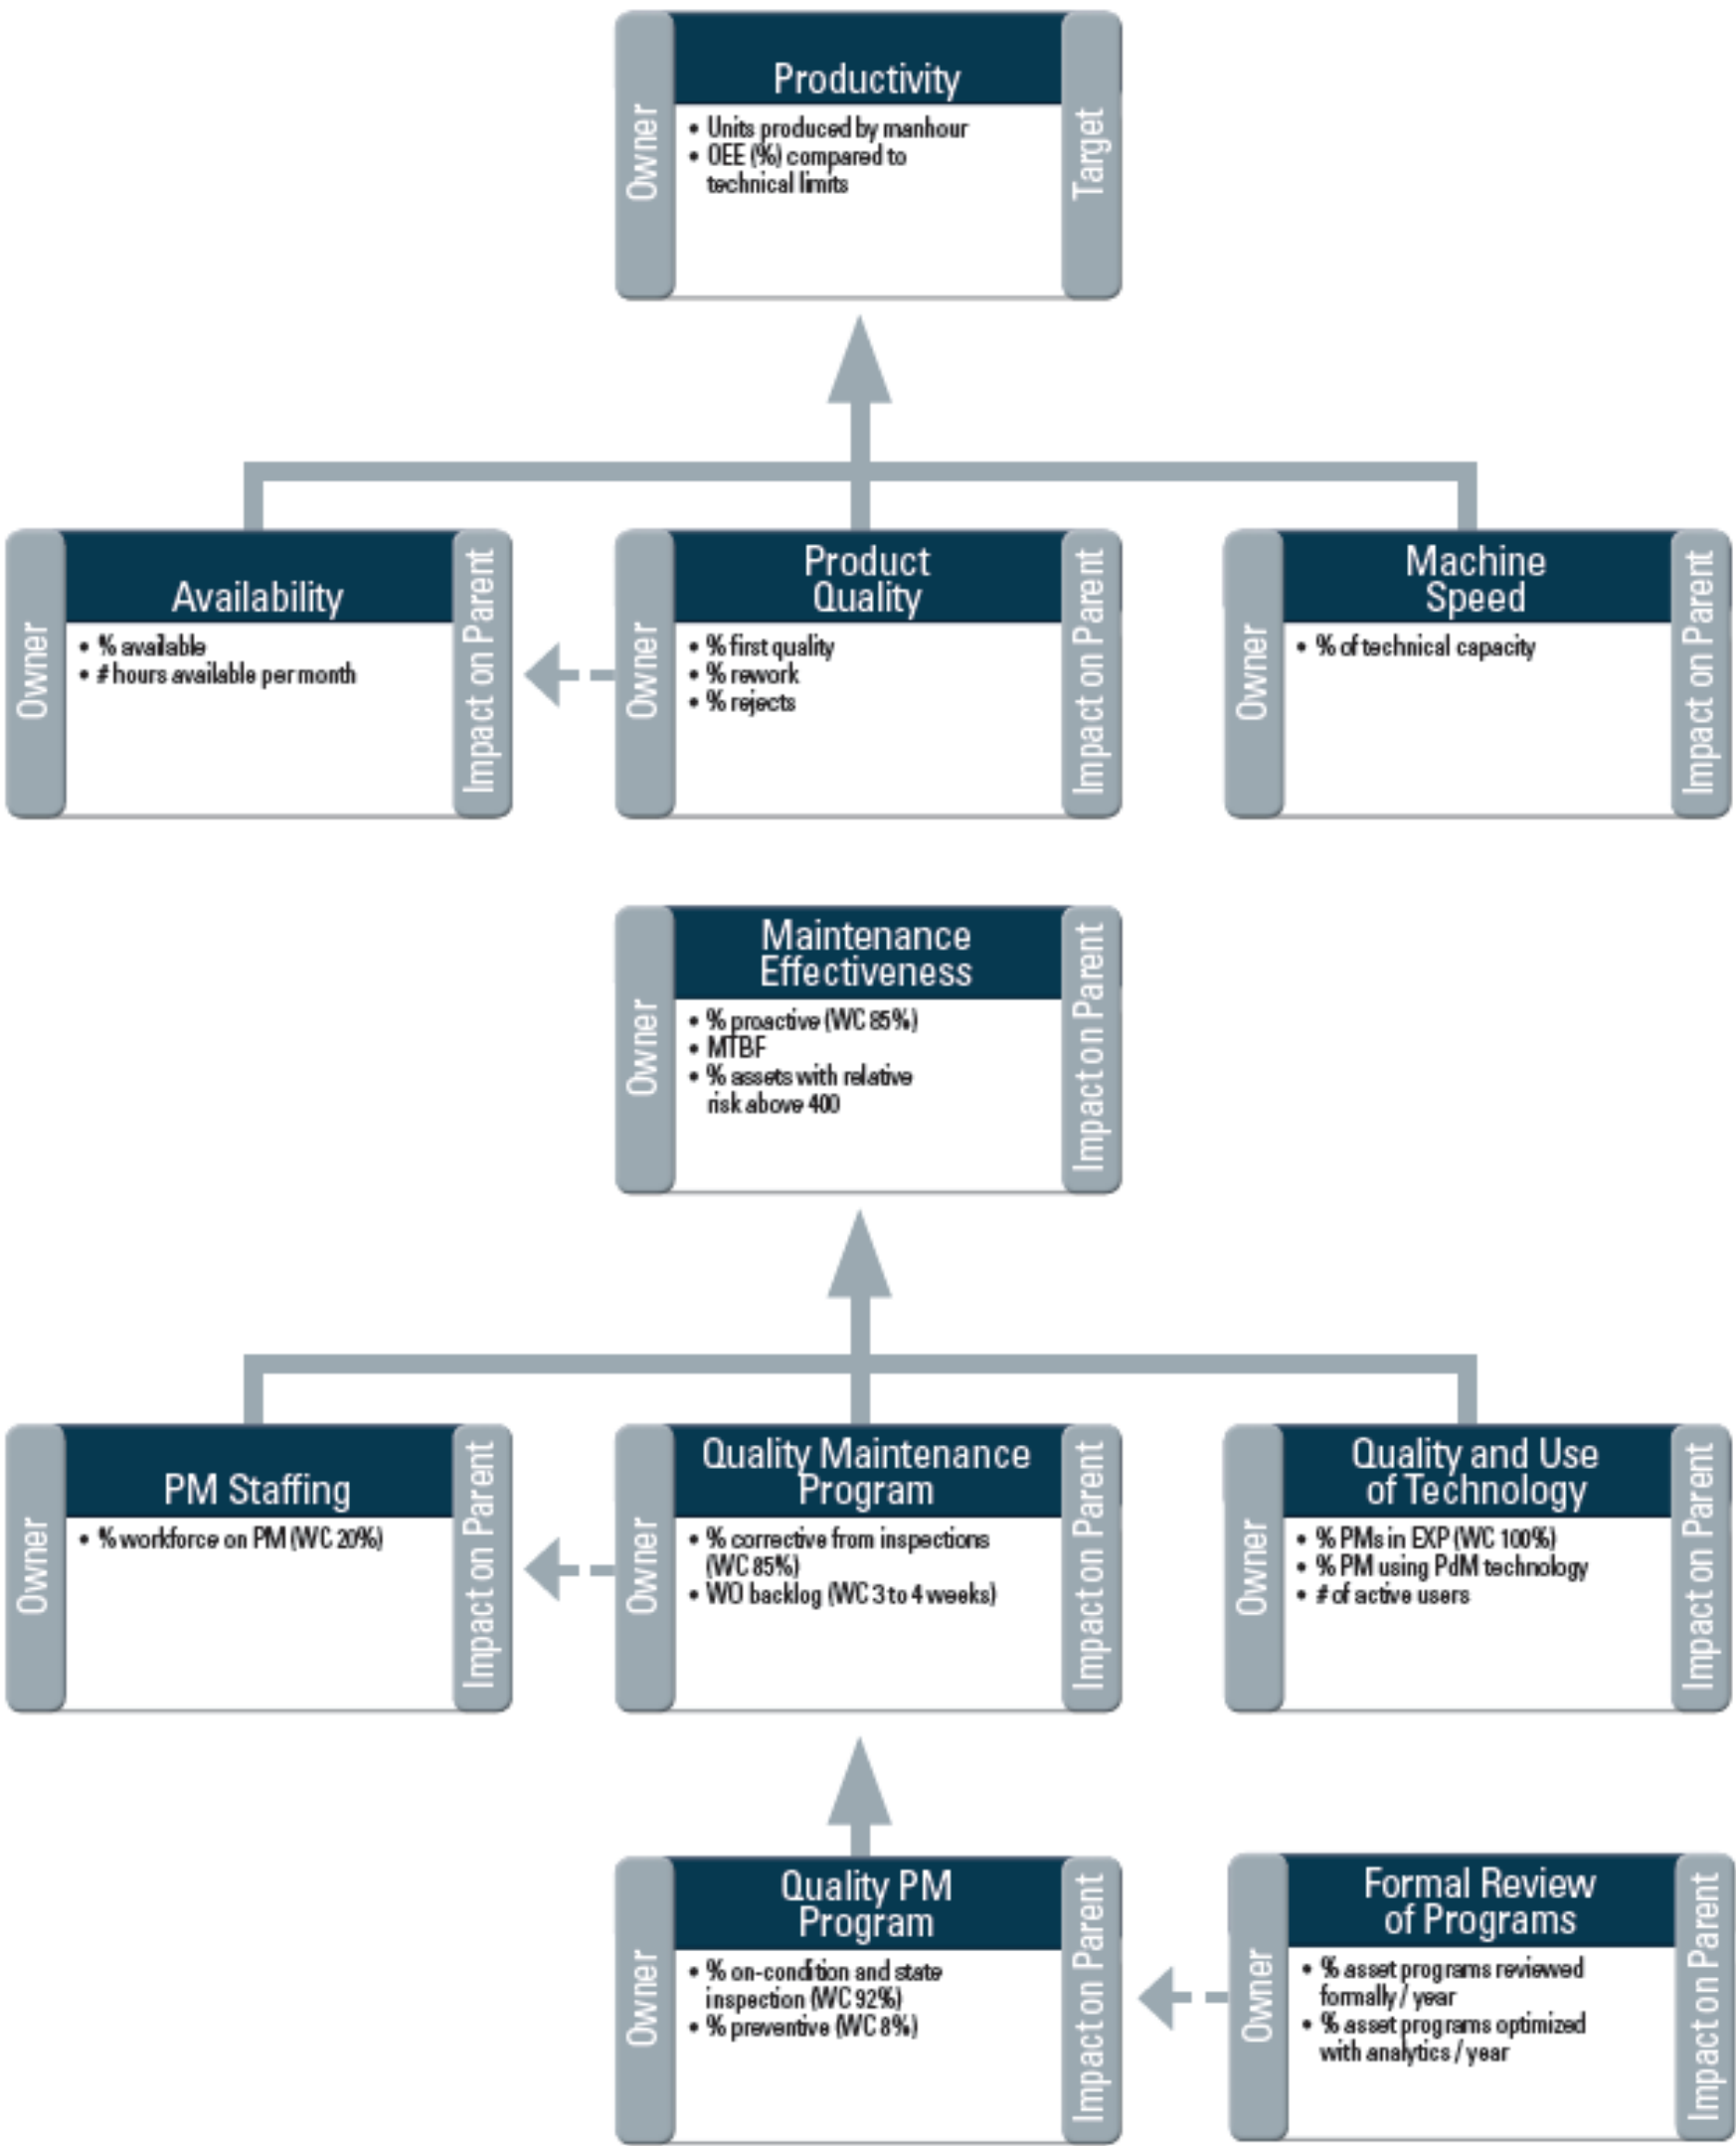 Productivity
Owner
• Units produced by manhour
• OEE (%) compared to
technical limits
Target
Availability
Owner
• % available
• # hours available per month
Impact on Parent
Product
Quality
Owner
• % first quality
• % rework
• % rejects
Impact on Parent
Machine
Speed
Owner
• % of technical capacity
Impact on Parent
Maintenance
Effectiveness
Owner
• % proactive (WC 85%)
• MTBF
• % assets with relative
risk above 400
Impact on Parent
PM Staffing
Owner
• % workforce on PM (WC 20%)
Impact on Parent
Quality Maintenance
Program
Owner
• % corrective from inspections
(WC 85%)
• WO backlog (WC 3 to 4 weeks)
Impact on Parent
Quality and Use
of Technology
Owner
• % PMs in EXP (WC 100%)
• % PM using PdM technology
• # of active users
Impact on Parent
Quality PM
Program
Owner
• % on-condition and state
inspection (WC 92%)
• % preventive (WC 8%)
Impact on Parent
Formal Review
of Programs
Owner
• % asset programs reviewed
formally / year
• % asset programs optimized
with analytics / year
Impact on Parent